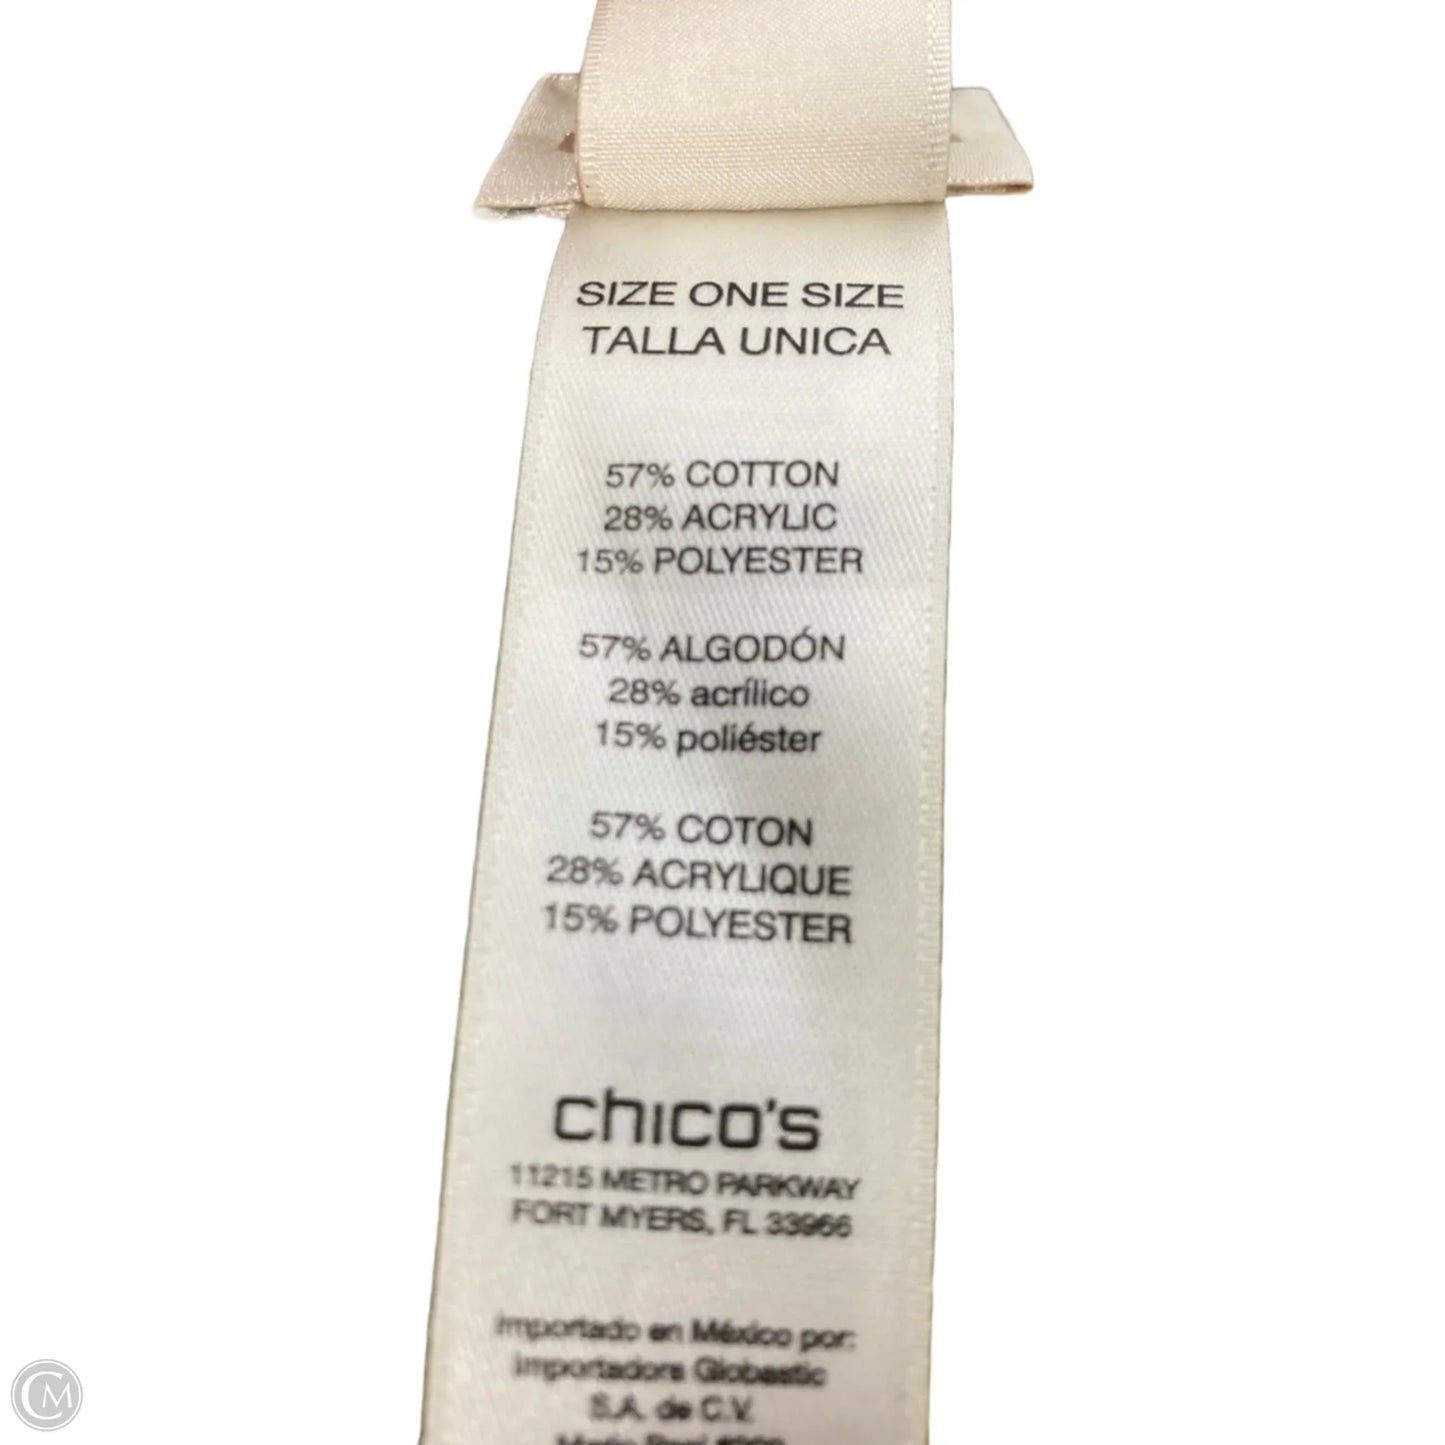 SIZE ONE SIZE
TALLA UNICA
57% COTTON
28% ACRYLIC
15% POLYESTER
57% ALGODÓN
28% acrílico
15% poliéster
57% COTON
28% ACRYLIQUE
15% POLYESTER
chico's
11215 METRO PARKWAY
FORT MYERS, FL 33966
Importado en México por:
Importadora Globastic
S.A. de C.V.
CM